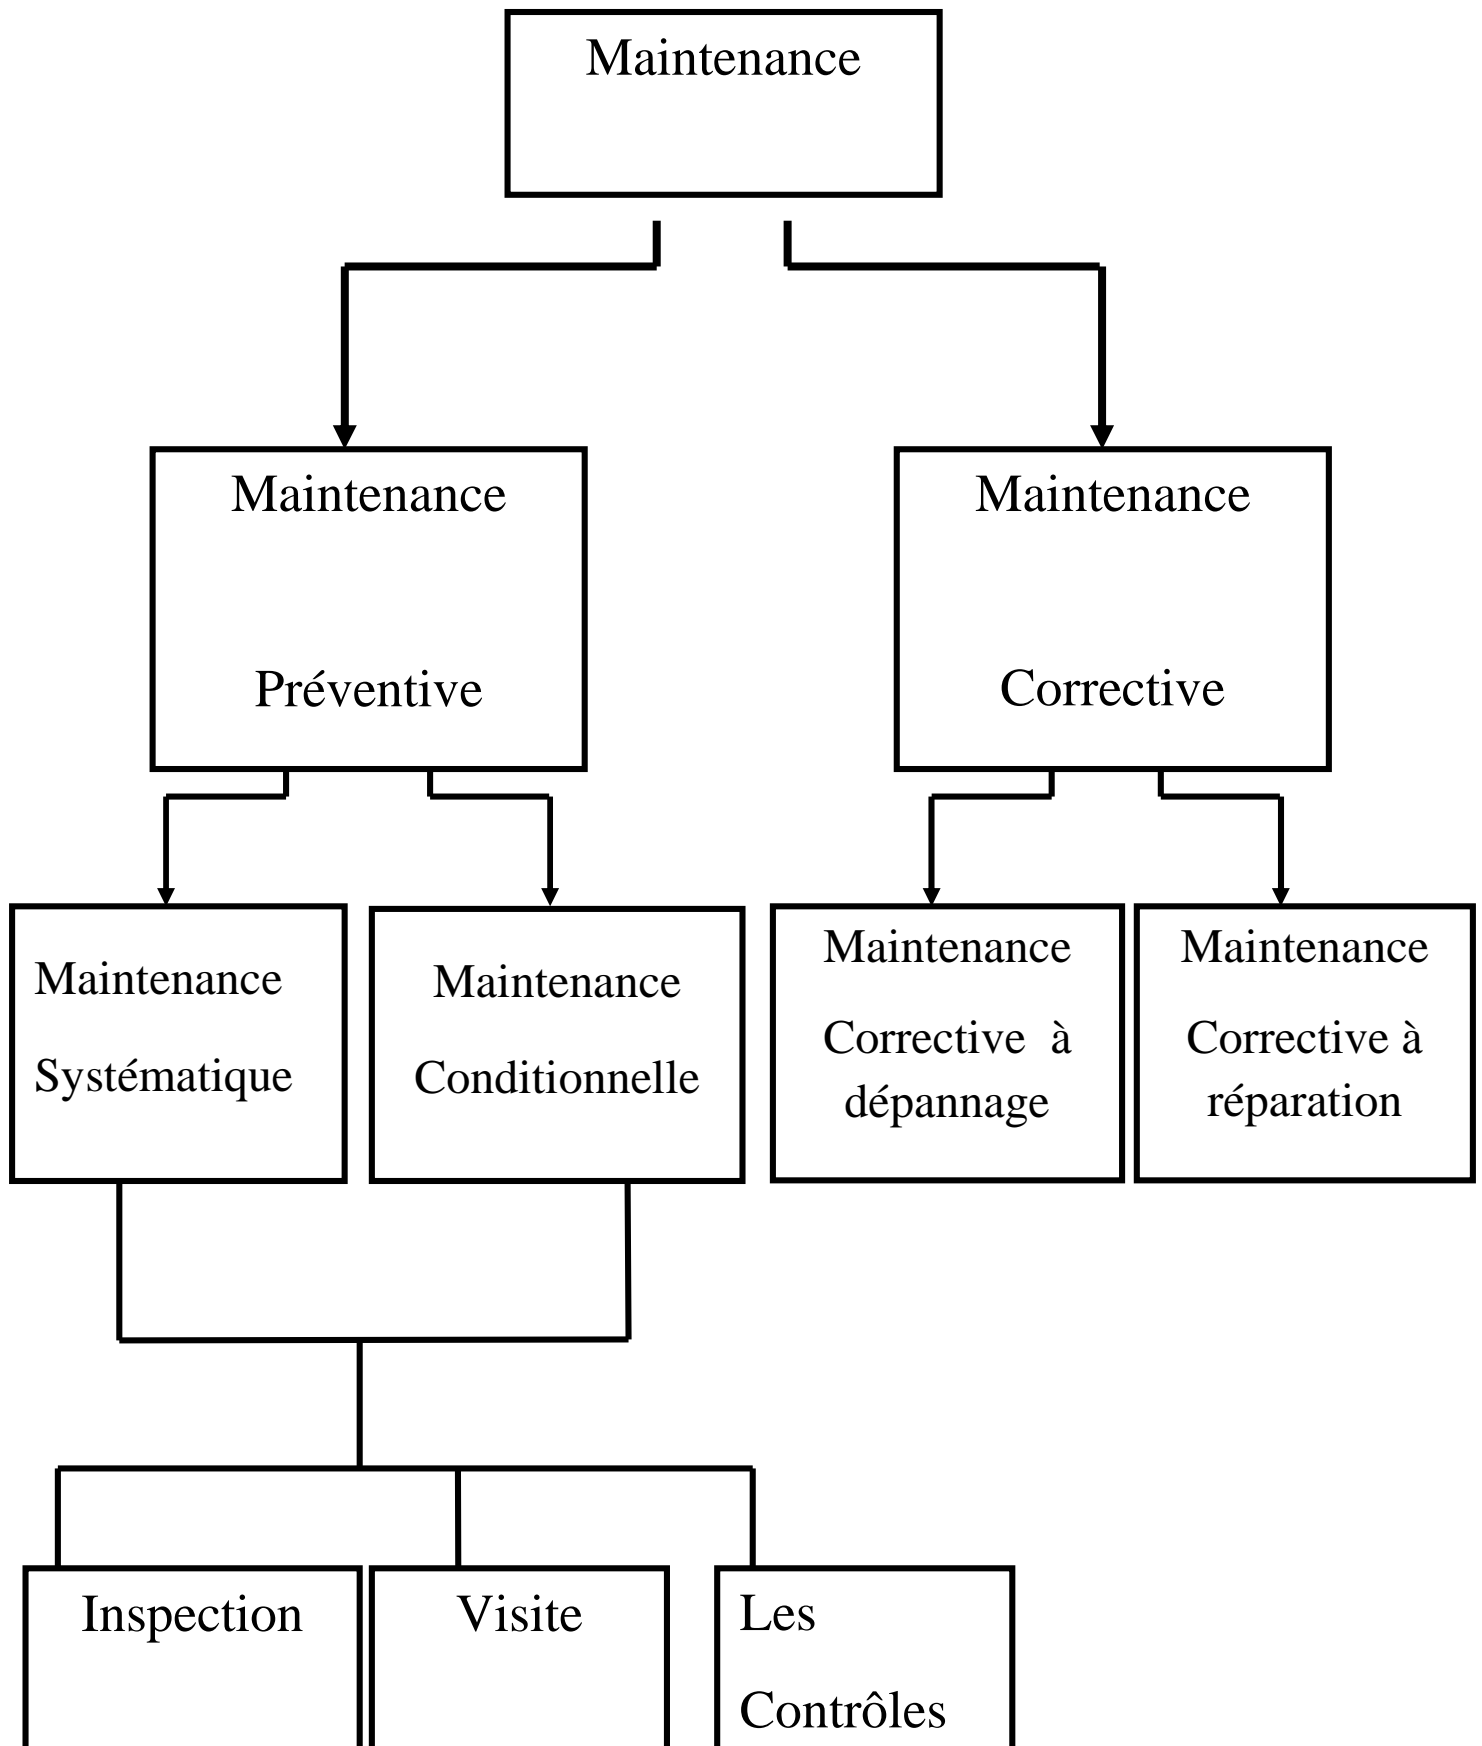 Maintenance
Maintenance
Préventive
Maintenance
Corrective
Maintenance
Systématique
Maintenance
Conditionnelle
Maintenance
Corrective à
dépannage
Maintenance
Corrective à
réparation
Inspection
Visite
Les
Contrôles